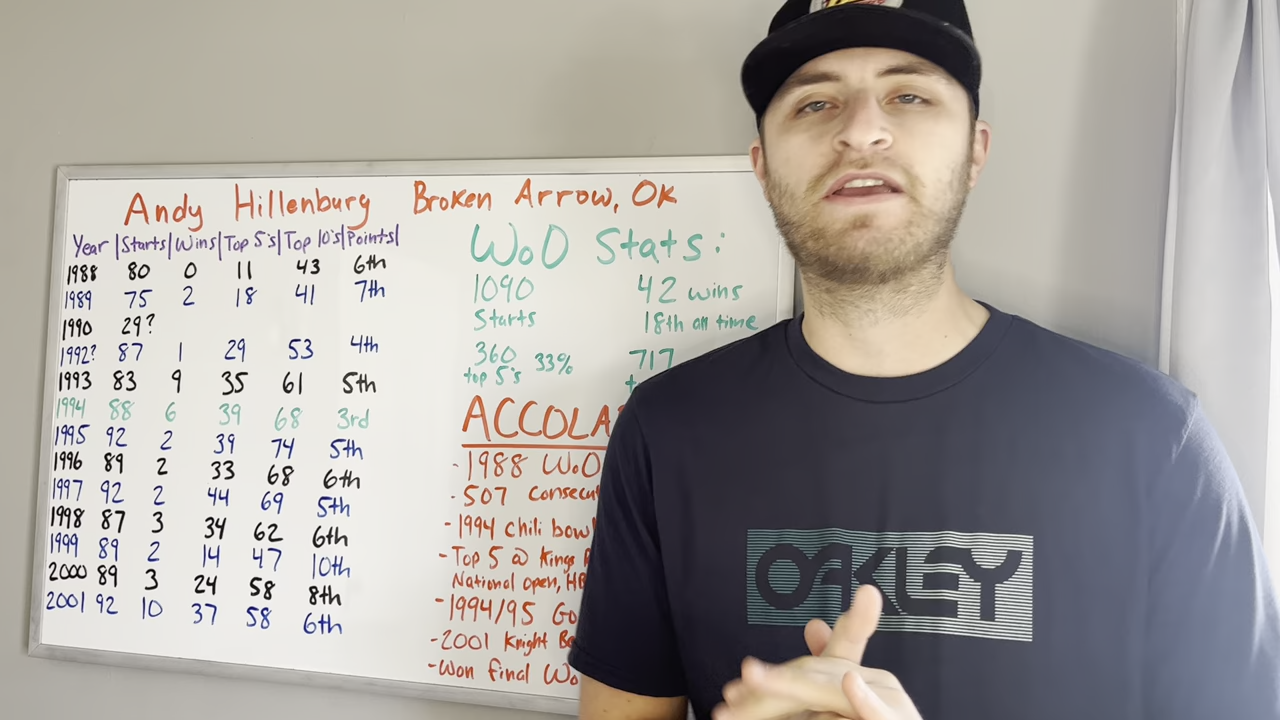 Andy Hillenburg Broken Arrow, OK
Year | Starts | Wins | Top 5's | Top 10's | Points |
1988 80 0 11 43 6th
1989 75 2 18 41 7th
1990 29?
1992? 87 1 29 53 4th
1993 83 9 35 61 5th
1994 88 6 39 68 3rd
1995 92 2 39 74 5th
1996 89 2 33 68 6th
1997 92 2 44 69 5th
1998 87 3 34 62 6th
1999 89 2 14 47 10th
2000 89 3 24 58 8th
2001 92 10 37 58 6th
WoO Stats:
1090 42 wins
Starts 18th all time
360 33% 717
top 5's
ACCOLA
- 1988 WoO
- 507 Consecut
- 1994 chili bowl
- Top 5 @ Kings
National open,
- 1994/95 Go
- 2001 Knight
- Won final Wo
OAKLEY